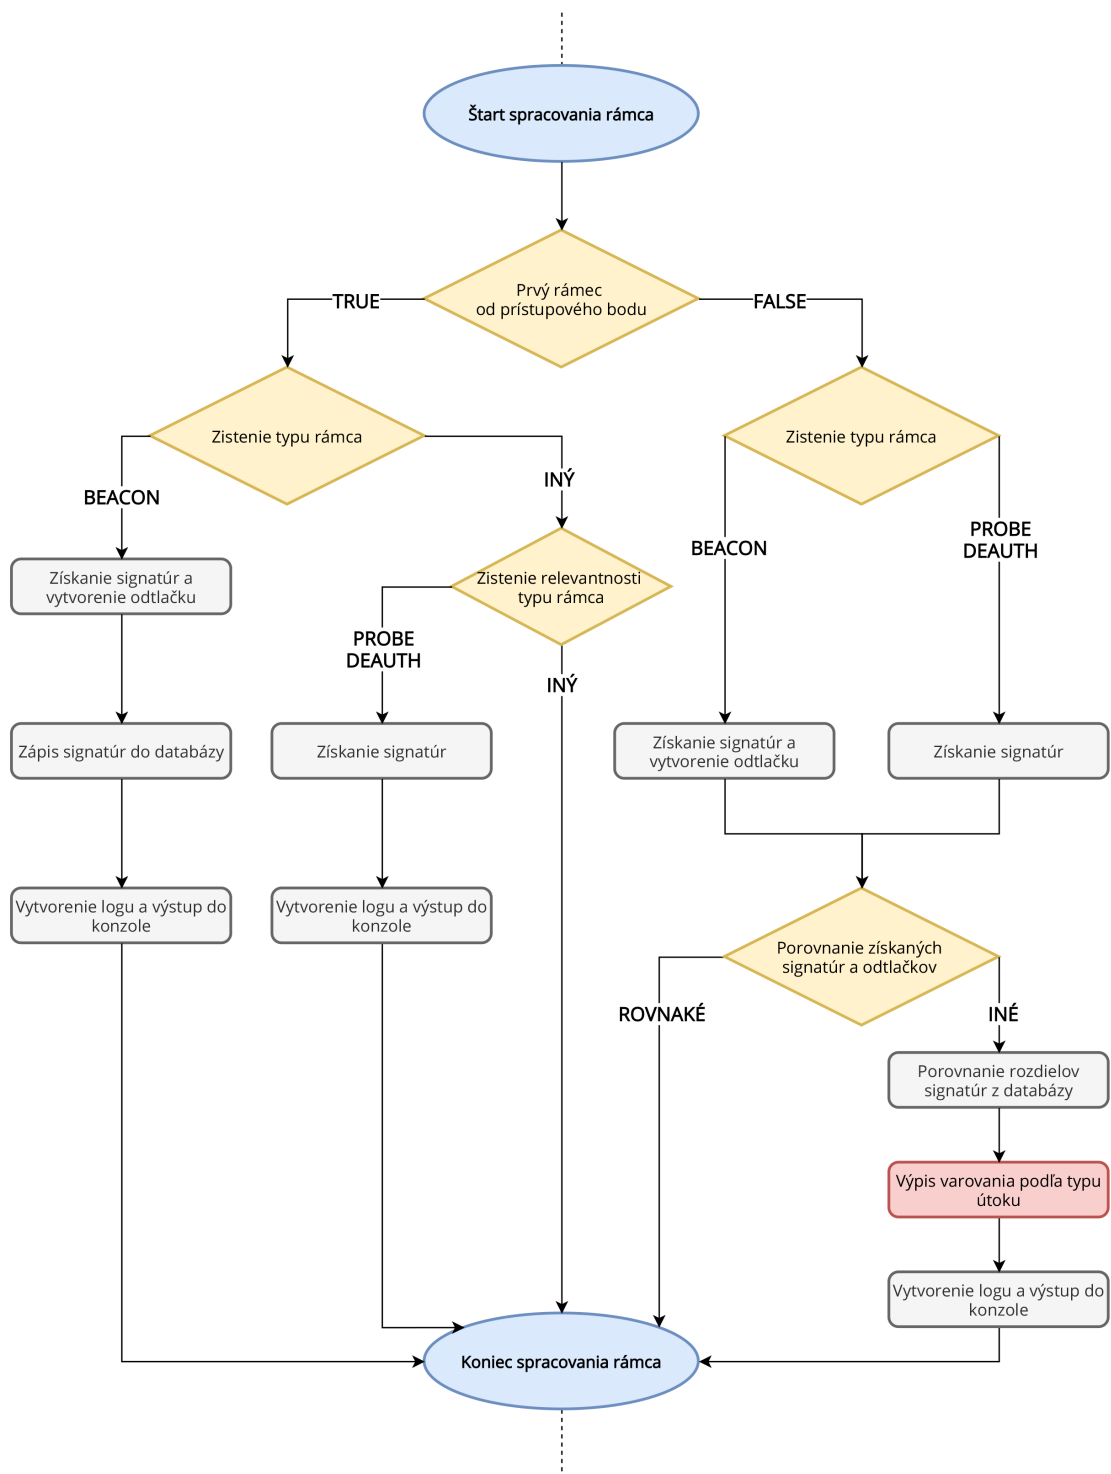 Štart spracovania rámca
Prvý rámec
od prístupového bodu
TRUE
FALSE
Zistenie typu rámca
Zistenie typu rámca
BEACON
INÝ
BEACON
PROBE
DEAUTH
Získanie signatúr a
vytvorenie odtlačku
Zistenie relevantnosti
typu rámca
PROBE
DEAUTH
INÝ
Zápis signatúr do databázy
Získanie signatúr
Získanie signatúr a
vytvorenie odtlačku
Získanie signatúr
Vytvorenie logu a výstup do
konzole
Vytvorenie logu a výstup do
konzole
Porovnanie získaných
signatúr a odtlačkov
ROVNAKÉ
INÉ
Porovnanie rozdielov
signatúr z databázy
Výpis varovania podľa typu
útoku
Vytvorenie logu a výstup do
konzole
Koniec spracovania rámca